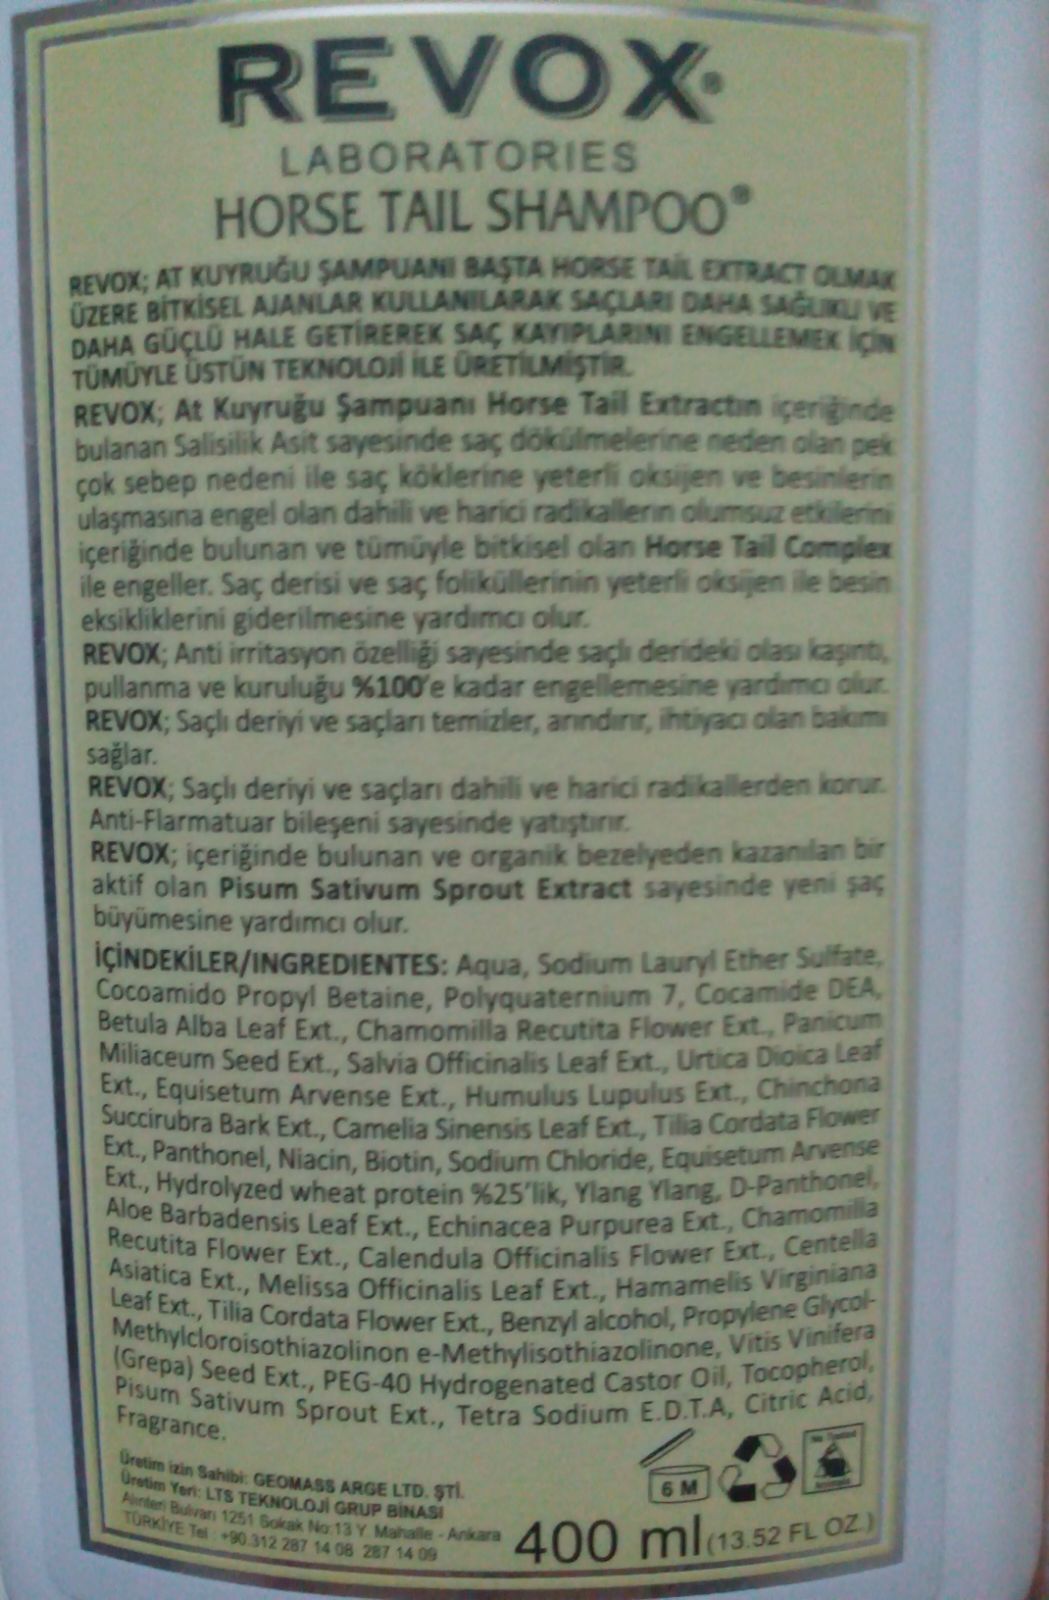 REVOX
LABORATORIES
HORSE TAIL SHAMPOO®
REVOX; AT KUYRUĞU ŞAMPUANI BAŞTA HORSE TAİL EXTRACT OLMAK
ÜZERE BİTKİSEL AJANLAR KULLANILARAK SAÇLARI DAHA SAĞLIKLI VE
DAHA GÜÇLÜ HALE GETİREREK SAÇ KAYIPLARINI ENGELLEMEK İÇİN
TÜMÜYLE ÜSTÜN TEKNOLOJİ İLE ÜRETİLMİŞTİR.
REVOX; At Kuyruğu Şampuanı Horse Tail Extractın içeriğinde
bulanan Salisilik Asit sayesinde saç dökülmelerine neden olan pek
çok sebep nedeni ile saç köklerine yeterli oksijen ve besinlerin
ulaşmasına engel olan dahili ve harici radikallerin olumsuz etkilerini
içeriğinde bulunan ve tümüyle bitkisel olan Horse Tail Complex
ile engeller. Saç derisi ve saç foliküllerinin yeterli oksijen ile besin
eksikliklerini giderilmesine yardımcı olur.
REVOX; Anti irritasyon özelliği sayesinde saçlı derideki olası kaşıntı,
pullanma ve kuruluğu %100'e kadar engellemesine yardımcı olur.
REVOX; Saçlı deriyi ve saçları temizler, arındırır, ihtiyacı olan bakımı
sağlar.
REVOX; Saçlı deriyi ve saçları dahili ve harici radikallerden korur.
Anti-Flarmatuar bileşeni sayesinde yatıştırır.
REVOX; içeriğinde bulunan ve organik bezelyeden kazanılan bir
aktif olan Pisum Sativum Sprout Extract sayesinde yeni saç
büyümesine yardımcı olur.
İÇİNDEKİLER/INGREDIENTES: Aqua, Sodium Lauryl Ether Sulfate,
Cocoamido Propyl Betaine, Polyquaternium 7, Cocamide DEA,
Betula Alba Leaf Ext., Chamomilla Recutita Flower Ext., Panicum
Miliaceum Seed Ext., Salvia Officinalis Leaf Ext., Urtica Dioica Leaf
Ext., Equisetum Arvense Ext., Humulus Lupulus Ext., Chinchona
Succirubra Bark Ext., Camelia Sinensis Leaf Ext., Tilia Cordata Flower
Ext., Panthonel, Niacin, Biotin, Sodium Chloride, Equisetum Arvense
Ext., Hydrolyzed wheat protein %25'lik, Ylang Ylang, D-Panthonel,
Aloe Barbadensis Leaf Ext., Echinacea Purpurea Ext., Chamomilla
Recutita Flower Ext., Calendula Officinalis Flower Ext., Centella
Asiatica Ext., Melissa Officinalis Leaf Ext., Hamamelis Virginiana
Leaf Ext., Tilia Cordata Flower Ext., Benzyl alcohol, Propylene Glycol-
Methylcloroisothiazolinon e-Methylisothiazolinone, Vitis Vinifera
(Grepa) Seed Ext., PEG-40 Hydrogenated Castor Oil, Tocopherol,
Pisum Sativum Sprout Ext., Tetra Sodium E.D.T.A, Citric Acid,
Fragrance.
Üretim izin Sahibi: GEOMASS ARGE LTD. ŞTİ.
Üretim Yeri: LTS TEKNOLOJİ GRUP BİNASI
Alınteri Bulvarı 1251 Sokak No:13 Y. Mahalle - Ankara
TÜRKİYE Tel : +90.312 287 14 08 287 14 09
6 M
400 ml (13.52 FL OZ.)